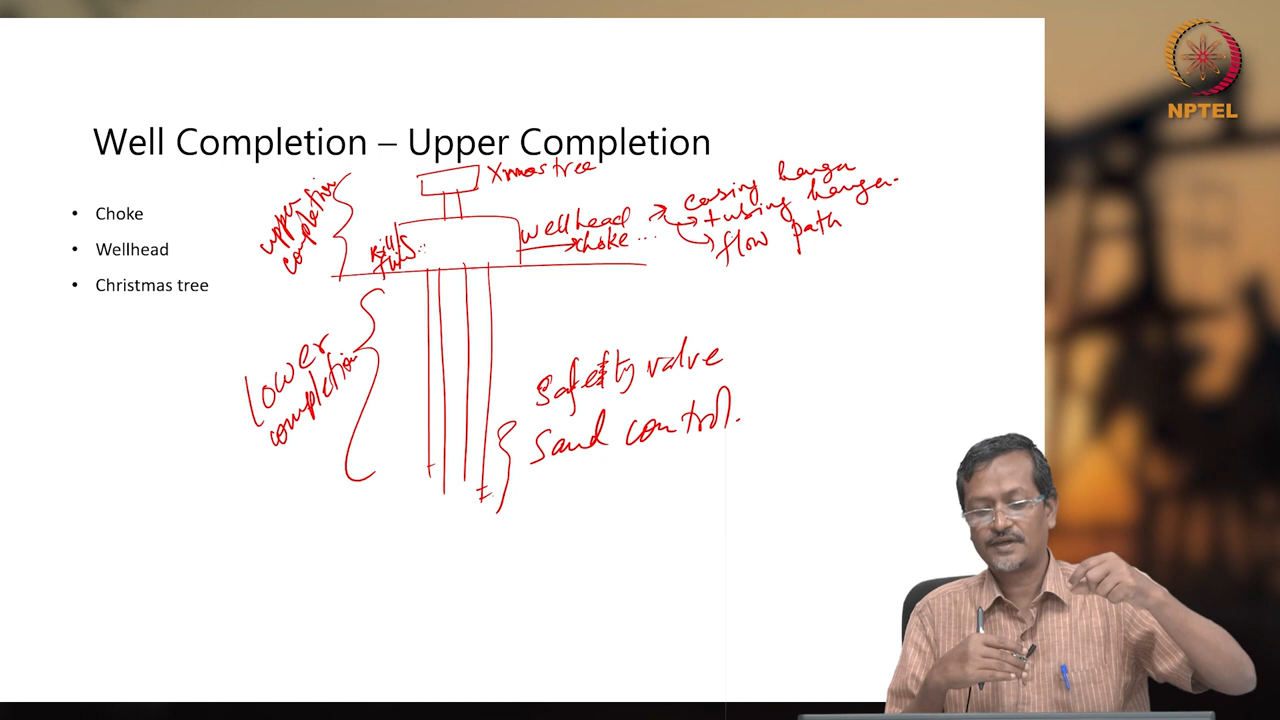 NPTEL
Well Completion – Upper Completion
Xmas tree
upper
completion
• Choke
• Wellhead
• Christmas tree
kill
wellhead
choke...
casing hanger
tubing hanger
flow path
Lower
completion
Safety valve
Sand control.